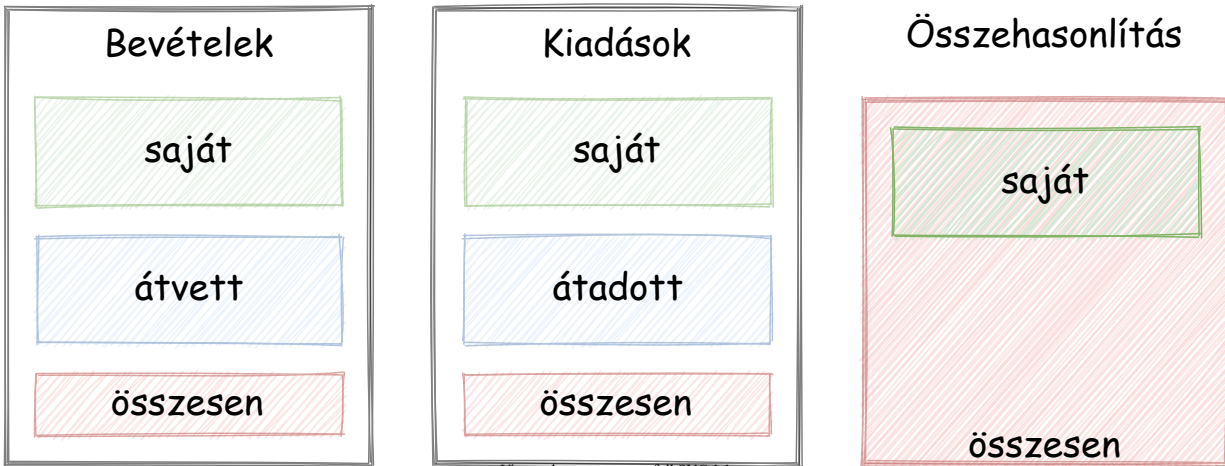 Bevételek
saját
átvett
összesen
Kiadások
saját
átadott
összesen
Összehasonlítás
saját
összesen